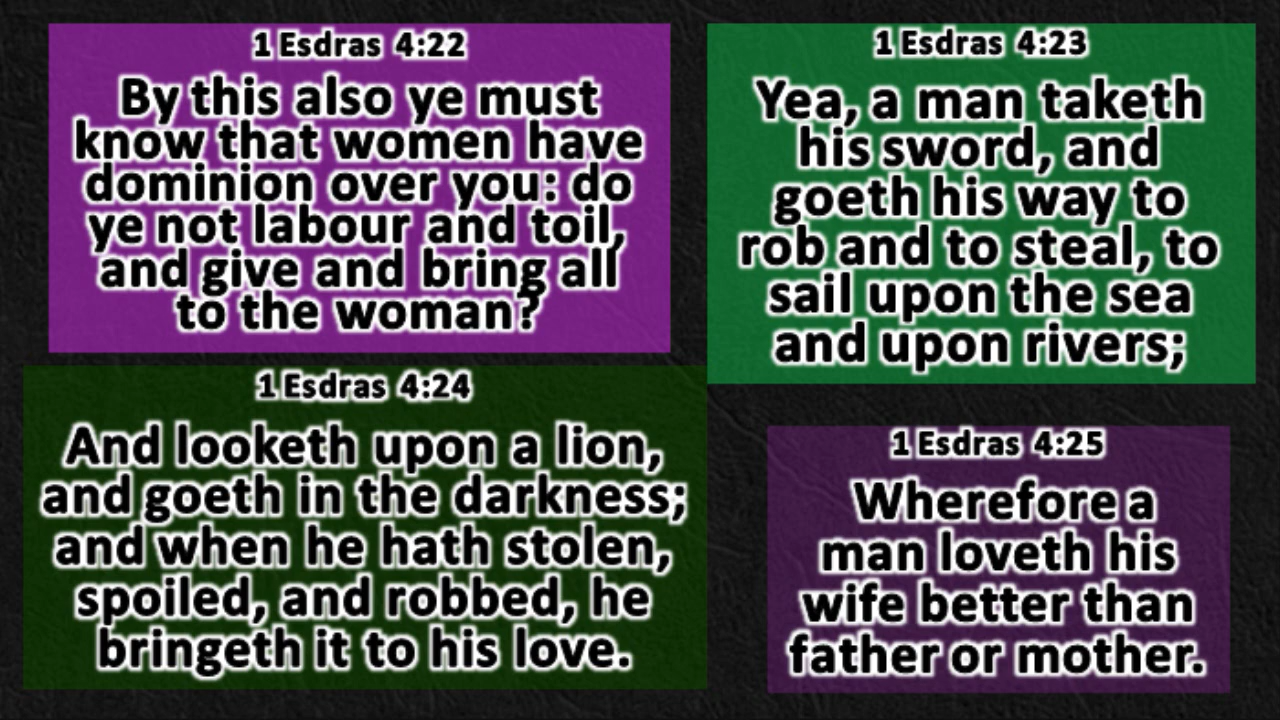 1 Esdras 4:22
By this also ye must
know that women have
dominion over you: do
ye not labour and toil,
and give and bring all
to the woman?
1 Esdras 4:23
Yea, a man taketh
his sword, and
goeth his way to
rob and to steal, to
sail upon the sea
and upon rivers;
1 Esdras 4:24
And looketh upon a lion,
and goeth in the darkness;
and when he hath stolen,
spoiled, and robbed, he
bringeth it to his love.
1 Esdras 4:25
Wherefore a
man loveth his
wife better than
father or mother.